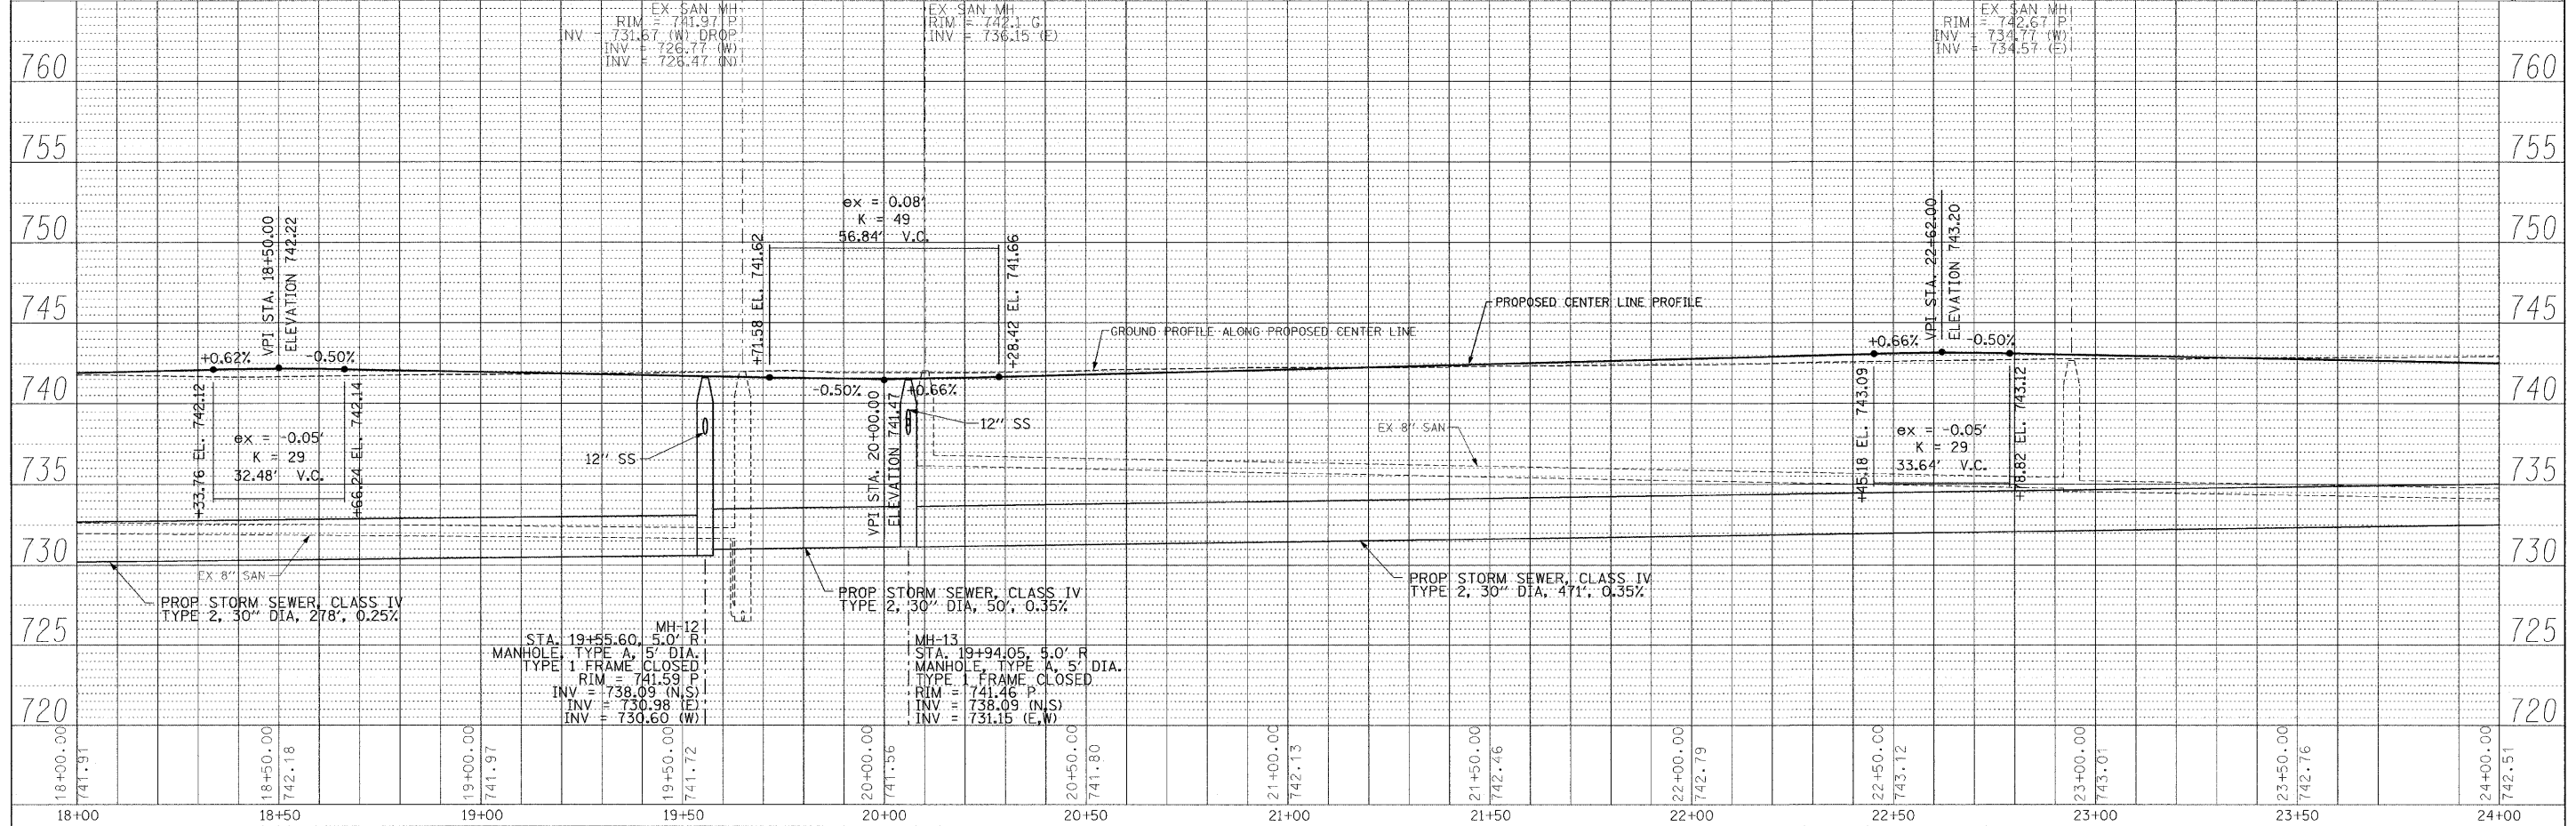 EX SAN MH
RIM = 741.97 P
INV = 731.67 (W) DROP
INV = 726.77 (W)
INV = 726.47 (N)
EX SAN MH
RIM = 742.1 G
INV = 736.15 (E)
EX SAN MH
RIM = 742.67 P
INV = 734.77 (W)
INV = 734.57 (E)
760
760
755
755
750
750
745
745
740
740
735
735
730
730
725
725
720
720
VPI STA. 18+50.00
ELEVATION 742.22
+0.62%
-0.50%
+33.76 EL. 742.12
+66.24 EL. 742.14
ex = -0.05'
K = 29
32.48' V.C.
ex = 0.08'
K = 49
56.84' V.C.
+71.58 EL. 741.62
+28.42 EL. 741.66
-0.50%
+0.66%
VPI STA. 20+00.00
ELEVATION 741.47
12" SS
12" SS
GROUND PROFILE ALONG PROPOSED CENTER LINE
PROPOSED CENTER LINE PROFILE
VPI STA. 22+62.00
ELEVATION 743.20
+0.66%
-0.50%
+45.18 EL. 743.09
+78.82 EL. 743.12
ex = -0.05'
K = 29
33.64' V.C.
EX 8" SAN
EX 8" SAN
PROP STORM SEWER, CLASS IV
TYPE 2, 30" DIA, 278', 0.25%
PROP STORM SEWER, CLASS IV
TYPE 2, 30" DIA, 50', 0.35%
PROP STORM SEWER, CLASS IV
TYPE 2, 30" DIA, 471', 0.35%
MH-12
STA. 19+55.60, 5.0' R
MANHOLE, TYPE A, 5' DIA.
TYPE 1 FRAME CLOSED
RIM = 741.59 P
INV = 738.09 (N,S)
INV = 730.98 (E)
INV = 730.60 (W)
MH-13
STA. 19+94.05, 5.0' R
MANHOLE, TYPE A, 5' DIA.
TYPE 1 FRAME CLOSED
RIM = 741.46 P
INV = 738.09 (N,S)
INV = 731.15 (E,W)
18+00.00
741.91
18+50.00
742.18
19+00.00
741.97
19+50.00
741.72
20+00.00
741.56
20+50.00
741.80
21+00.00
742.13
21+50.00
742.46
22+00.00
742.79
22+50.00
743.12
23+00.00
743.01
23+50.00
742.76
24+00.00
742.51
18+00
18+50
19+00
19+50
20+00
20+50
21+00
21+50
22+00
22+50
23+00
23+50
24+00